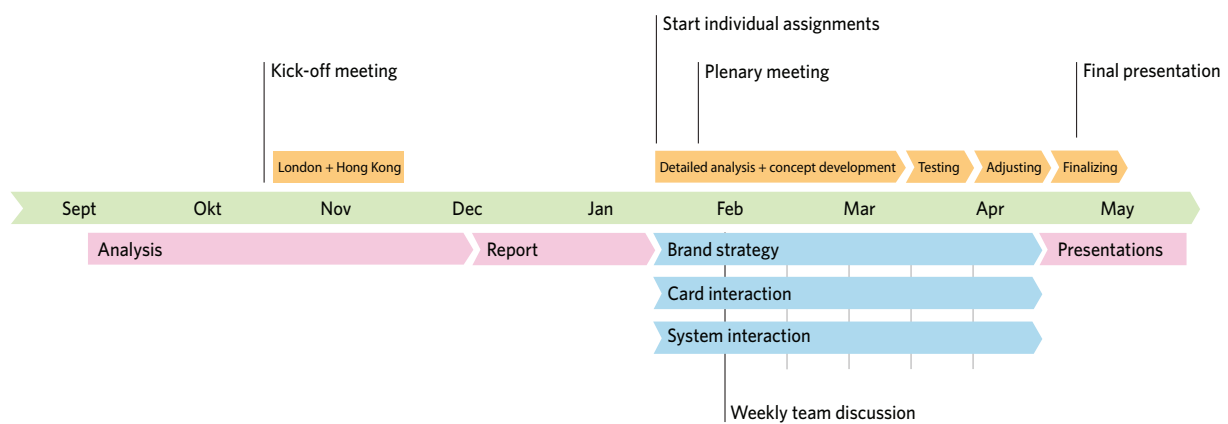 Start individual assignments
Kick-off meeting
Plenary meeting
Final presentation
London + Hong Kong
Detailed analysis + concept development
Testing
Adjusting
Finalizing
Sept
Okt
Nov
Dec
Jan
Feb
Mar
Apr
May
Analysis
Report
Brand strategy
Presentations
Card interaction
System interaction
Weekly team discussion